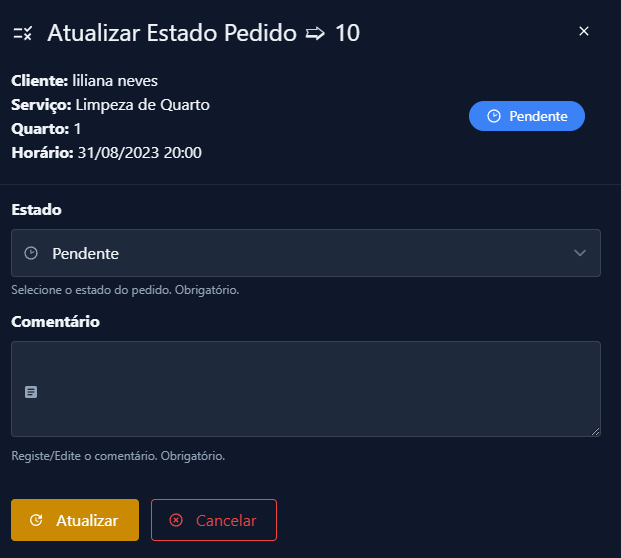 Atualizar Estado Pedido ⇨ 10
Cliente: liliana neves
Serviço: Limpeza de Quarto
Quarto: 1
Horário: 31/08/2023 20:00
Pendente
Estado
Pendente
Selecione o estado do pedido. Obrigatório.
Comentário
Registe/Edite o comentário. Obrigatório.
Atualizar
Cancelar